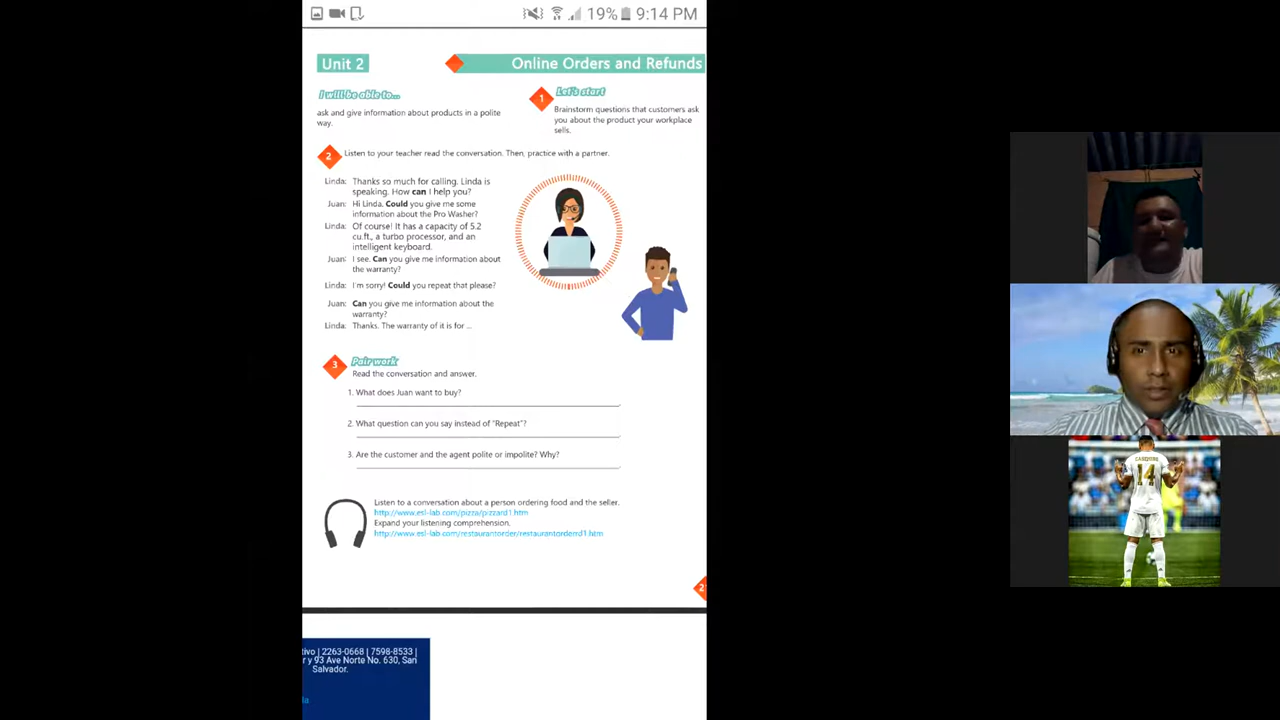 19% 9:14 PM
Unit 2
Online Orders and Refunds
I will be able to...
ask and give information about products in a polite
way.
1
Let's start
Brainstorm questions that customers ask
you about the product your workplace
sells.
2
Listen to your teacher read the conversation. Then, practice with a partner.
Linda: Thanks so much for calling. Linda is
speaking. How can I help you?
Juan: Hi Linda. Could you give me some
information about the Pro Washer?
Linda: Of course! It has a capacity of 5.2
cu.ft., a turbo processor, and an
intelligent keyboard.
Juan: I see. Can you give me information about
the warranty?
Linda: I'm sorry! Could you repeat that please?
Juan: Can you give me information about the
warranty?
Linda: Thanks. The warranty of it is for ...
3
Pair work
Read the conversation and answer.
1. What does Juan want to buy?
2. What question can you say instead of "Repeat"?
3. Are the customer and the agent polite or impolite? Why?
Listen to a conversation about a person ordering food and the seller.
http://www.esl-lab.com/pizza/pizzard1.htm
Expand your listening comprehension.
http://www.esl-lab.com/restaurantorder/restaurantorderrd1.htm
2
tivo | 2263-0668 | 7598-8533 |
r y 93 Ave Norte No. 630, San
Salvador.
la
CASEMIRO
14